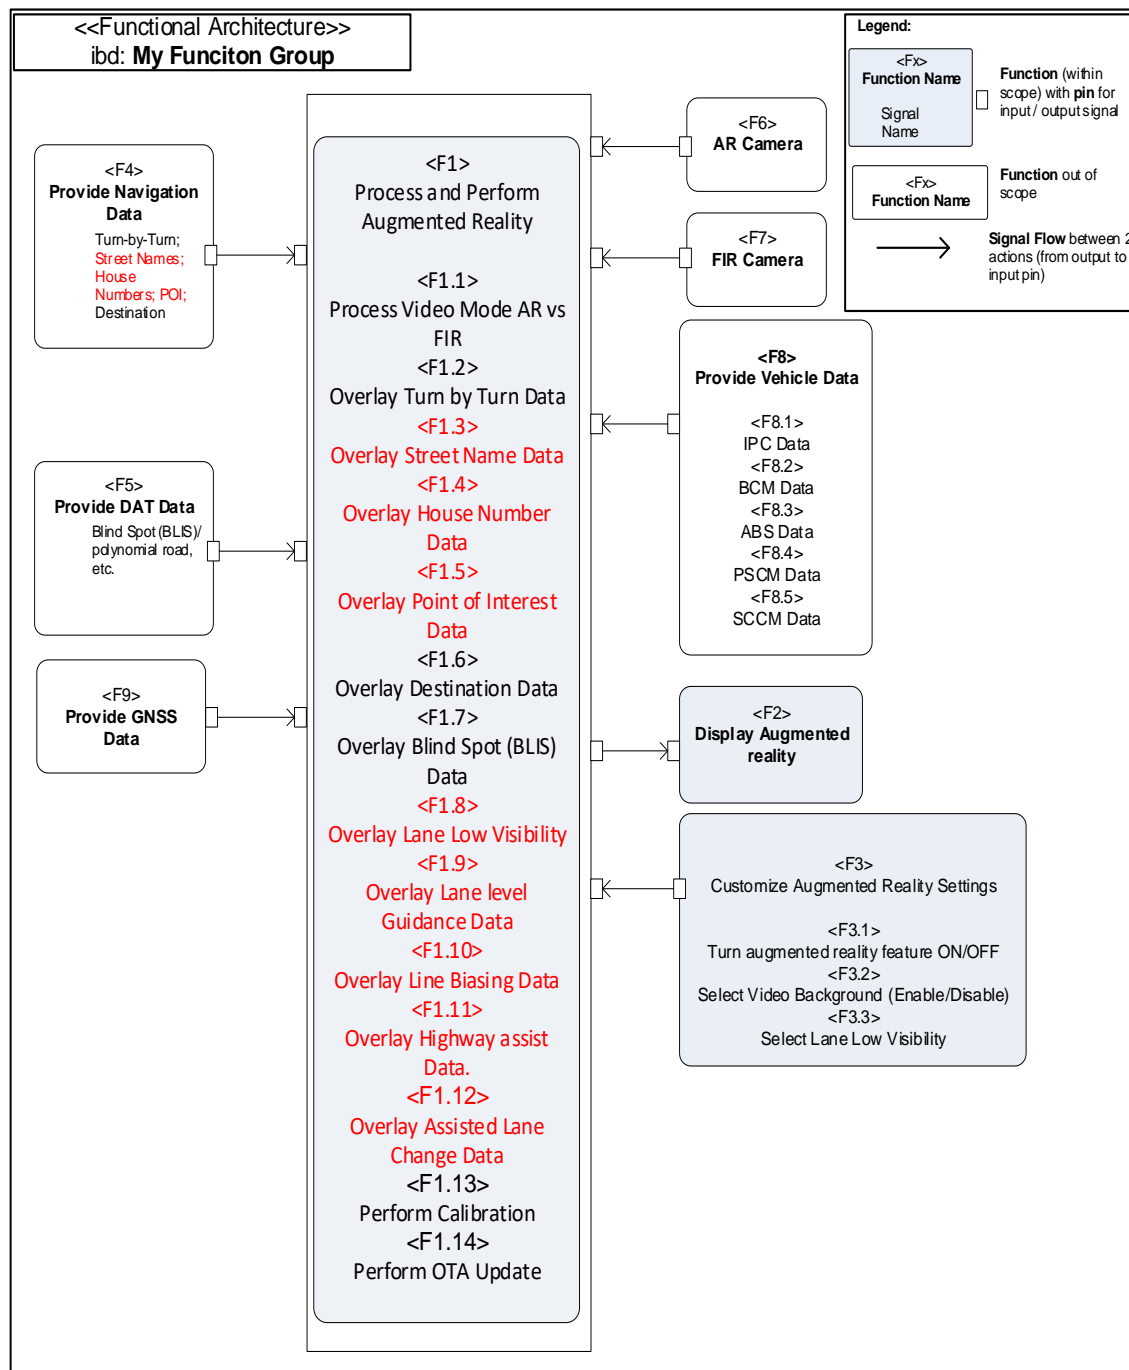 <<Functional Architecture>>
ibd: My Funciton Group
Legend:
<Fx>
Function Name
Signal
Name
Function (within
scope) with pin for
input / output signal
<Fx>
Function Name
Function out of
scope
Signal Flow between 2
actions (from output to
input pin)
<F4>
Provide Navigation
Data
Turn-by-Turn;
Street Names;
House
Numbers; POI;
Destination
<F5>
Provide DAT Data
Blind Spot (BLIS)/
polynomial road,
etc.
<F9>
Provide GNSS
Data
<F1>
Process and Perform
Augmented Reality
<F1.1>
Process Video Mode AR vs
FIR
<F1.2>
Overlay Turn by Turn Data
<F1.3>
Overlay Street Name Data
<F1.4>
Overlay House Number
Data
<F1.5>
Overlay Point of Interest
Data
<F1.6>
Overlay Destination Data
<F1.7>
Overlay Blind Spot (BLIS)
Data
<F1.8>
Overlay Lane Low Visibility
<F1.9>
Overlay Lane level
Guidance Data
<F1.10>
Overlay Line Biasing Data
<F1.11>
Overlay Highway assist
Data.
<F1.12>
Overlay Assisted Lane
Change Data
<F1.13>
Perform Calibration
<F1.14>
Perform OTA Update
<F6>
AR Camera
<F7>
FIR Camera
<F8>
Provide Vehicle Data
<F8.1>
IPC Data
<F8.2>
BCM Data
<F8.3>
ABS Data
<F8.4>
PSCM Data
<F8.5>
SCCM Data
<F2>
Display Augmented
reality
<F3>
Customize Augmented Reality Settings
<F3.1>
Turn augmented reality feature ON/OFF
<F3.2>
Select Video Background (Enable/Disable)
<F3.3>
Select Lane Low Visibility